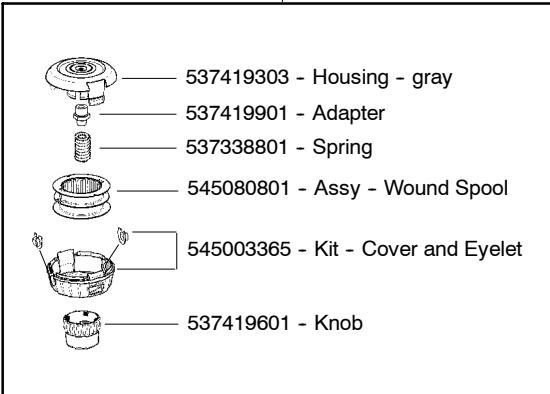 537419303 - Housing - gray
537419901 - Adapter
537338801 - Spring
545080801 - Assy - Wound Spool
545003365 - Kit - Cover and Eyelet
537419601 - Knob